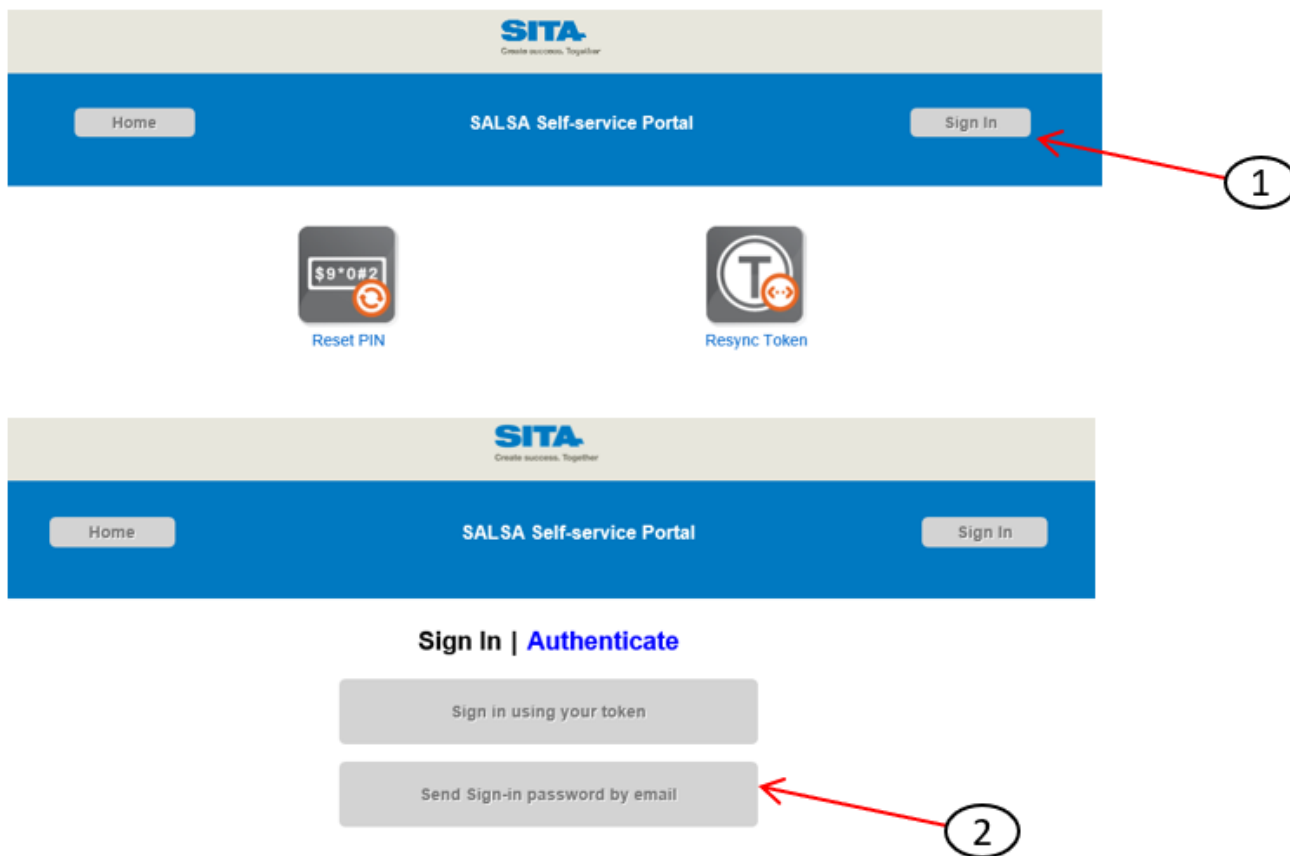 SITA
Create success. Together
Home SALSA Self-service Portal Sign In
1
$9*0#2
T
Reset PIN Resync Token
SITA
Create success. Together
Home SALSA Self-service Portal Sign In
Sign In | Authenticate
Sign in using your token
Send Sign-in password by email
2